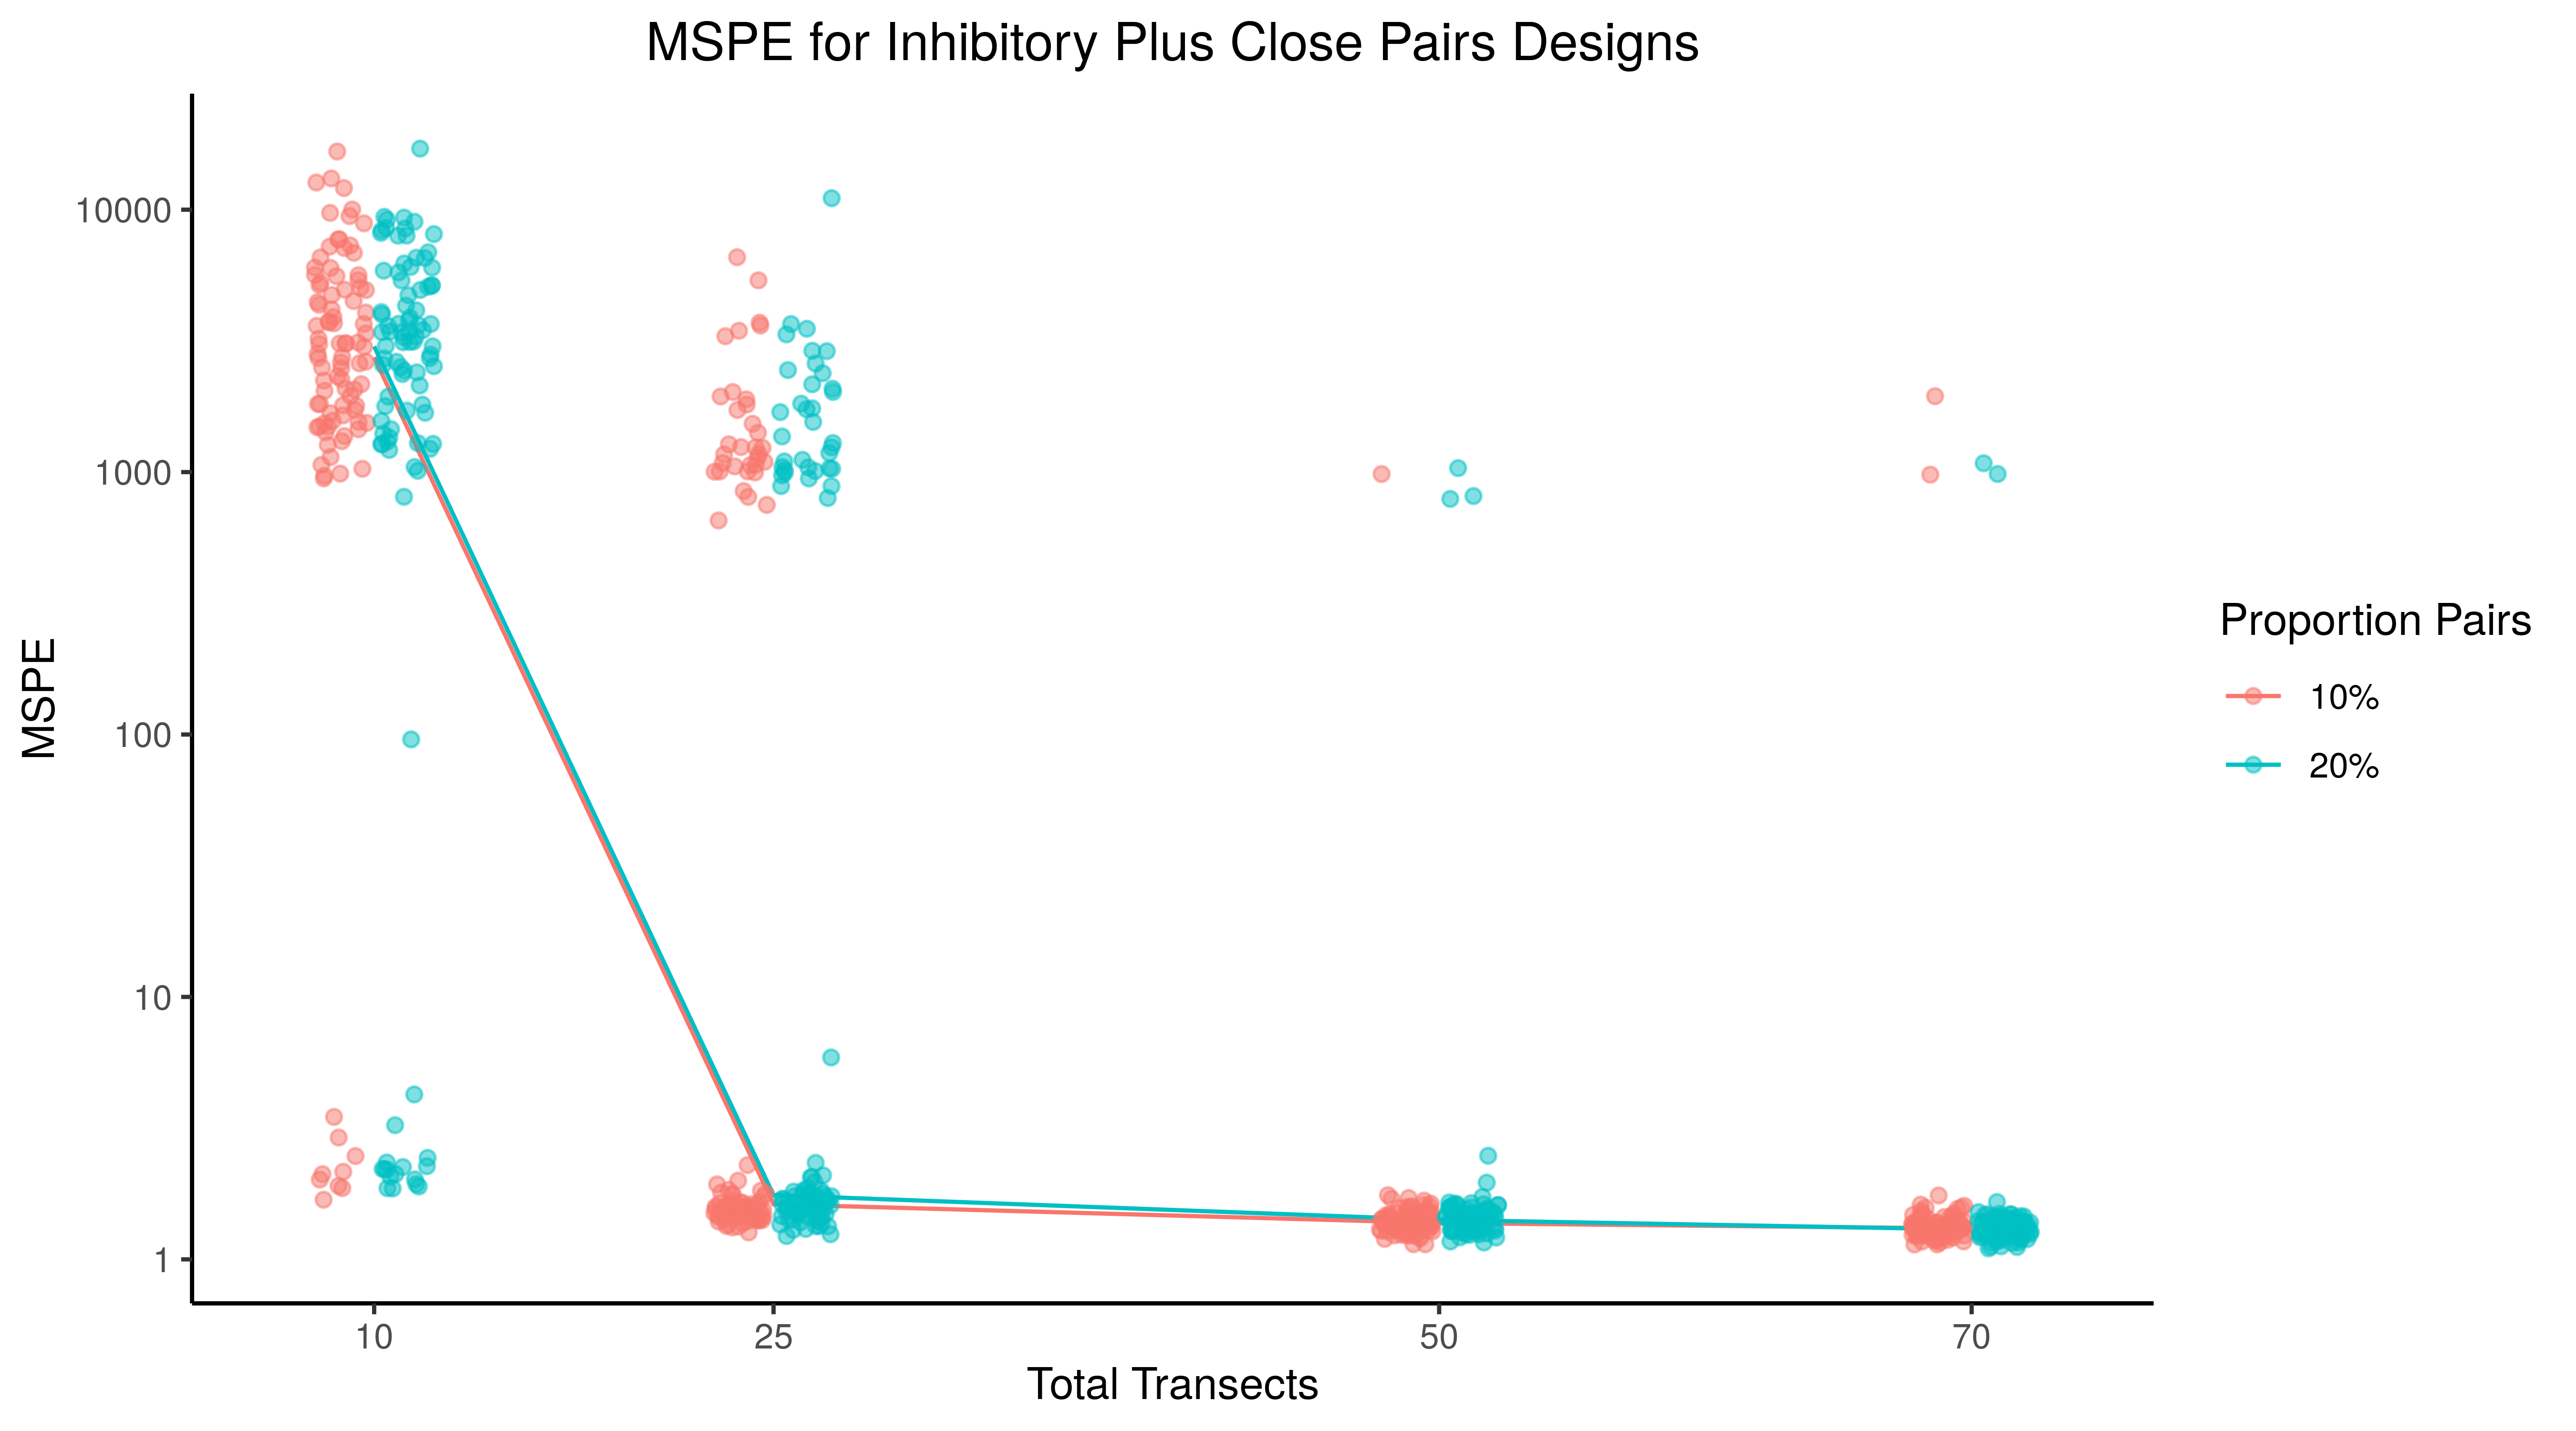 MSPE for Inhibitory Plus Close Pairs Designs
MSPE
10000
1000
100
10
1
10
25
50
70
Total Transects
Proportion Pairs
10%
20%